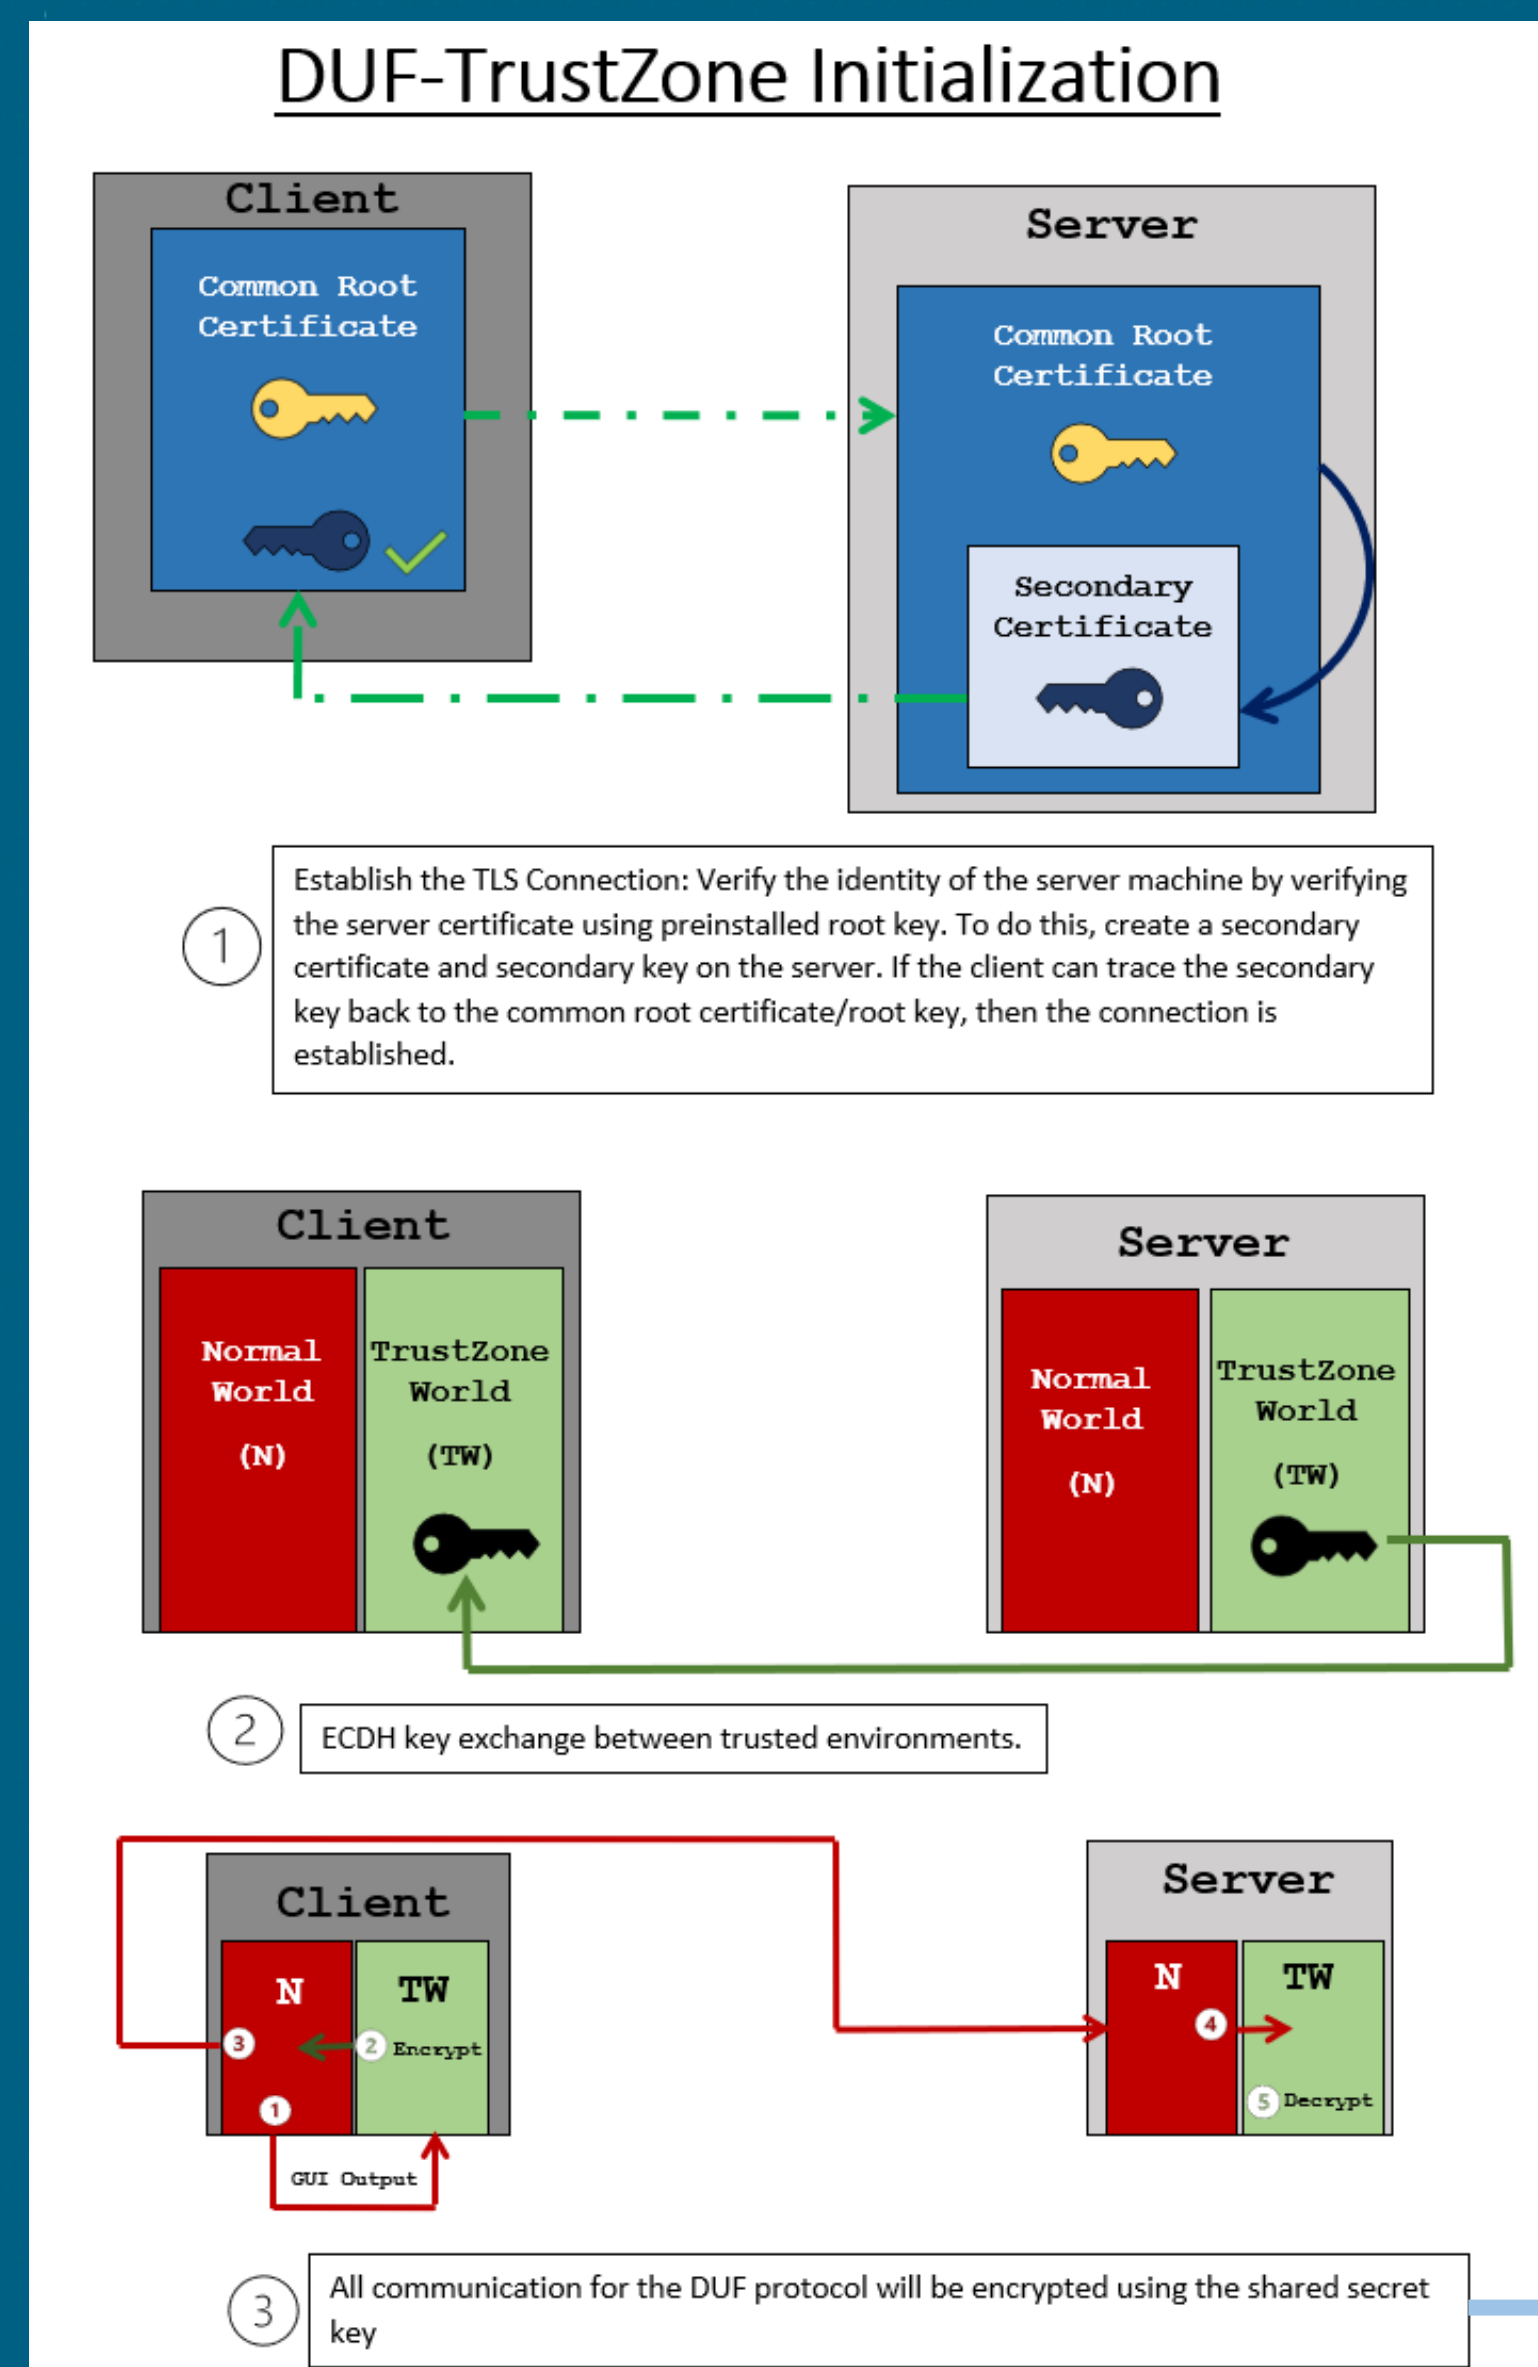 DUF-TrustZone Initialization
Client
Common Root
Certificate
Server
Common Root
Certificate
Secondary
Certificate
1
Establish the TLS Connection: Verify the identity of the server machine by verifying
the server certificate using preinstalled root key. To do this, create a secondary
certificate and secondary key on the server. If the client can trace the secondary
key back to the common root certificate/root key, then the connection is
established.
Client
Normal
World
(N)
TrustZone
World
(TW)
Server
Normal
World
(N)
TrustZone
World
(TW)
2
ECDH key exchange between trusted environments.
Client
N
TW
3
2 Encrypt
1
GUI Output
Server
N
TW
4
5 Decrypt
3
All communication for the DUF protocol will be encrypted using the shared secret
key